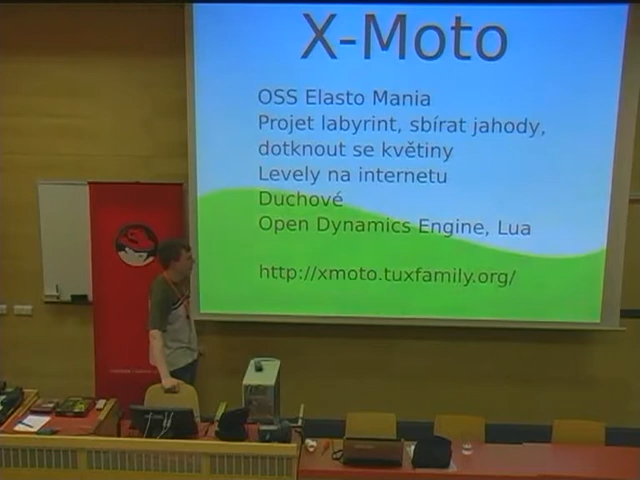 X-Moto
OSS Elasto Mania
Projet labyrint, sbírat jahody,
dotknout se květiny
Levely na internetu
Duchové
Open Dynamics Engine, Lua
http://xmoto.tuxfamily.org/